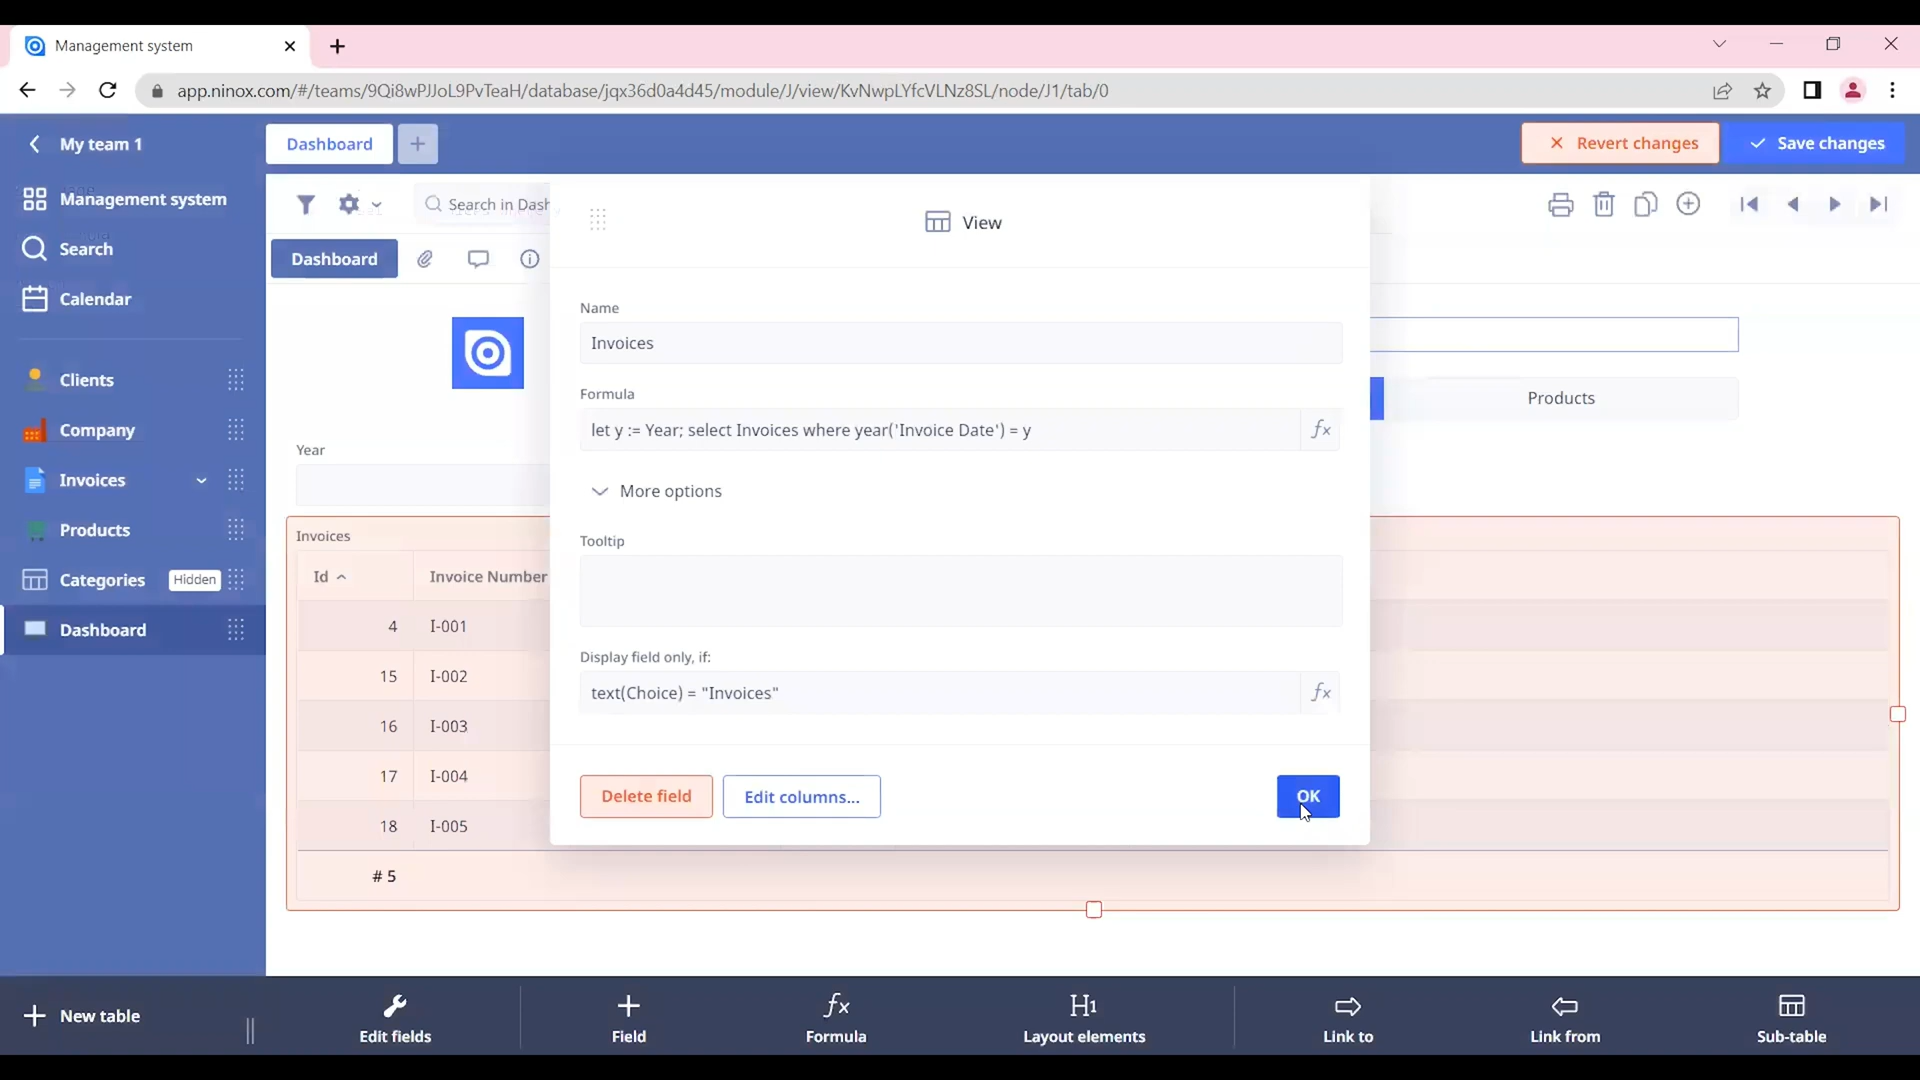 Management system
app.ninox.com/#/teams/9Qi8wPJJoL9PvTeaH/database/jqx36d0a4d45/module/J/view/KvNwpLYfcVLNz8SL/node/J1/tab/0
My team 1
Dashboard
Revert changes
Save changes
Management system
Search in Dash
View
Search
Dashboard
Calendar
Name
Invoices
Clients
Formula
Products
Company
let y := Year; select Invoices where year('Invoice Date') = y
fx
Year
Invoices
More options
Products
Invoices
Tooltip
Id
Invoice Number
Categories
Hidden
4
I-001
Dashboard
Display field only, if:
15
I-002
text(Choice) = "Invoices"
fx
16
I-003
17
I-004
Delete field
Edit columns...
OK
18
I-005
# 5
New table
Edit fields
Field
fx
Formula
H1
Layout elements
Link to
Link from
Sub-table